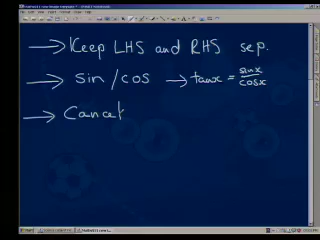 → Keep LHS and RHS sep.
→ sin/cos → tanx = sinx/cosx
→ Cancel